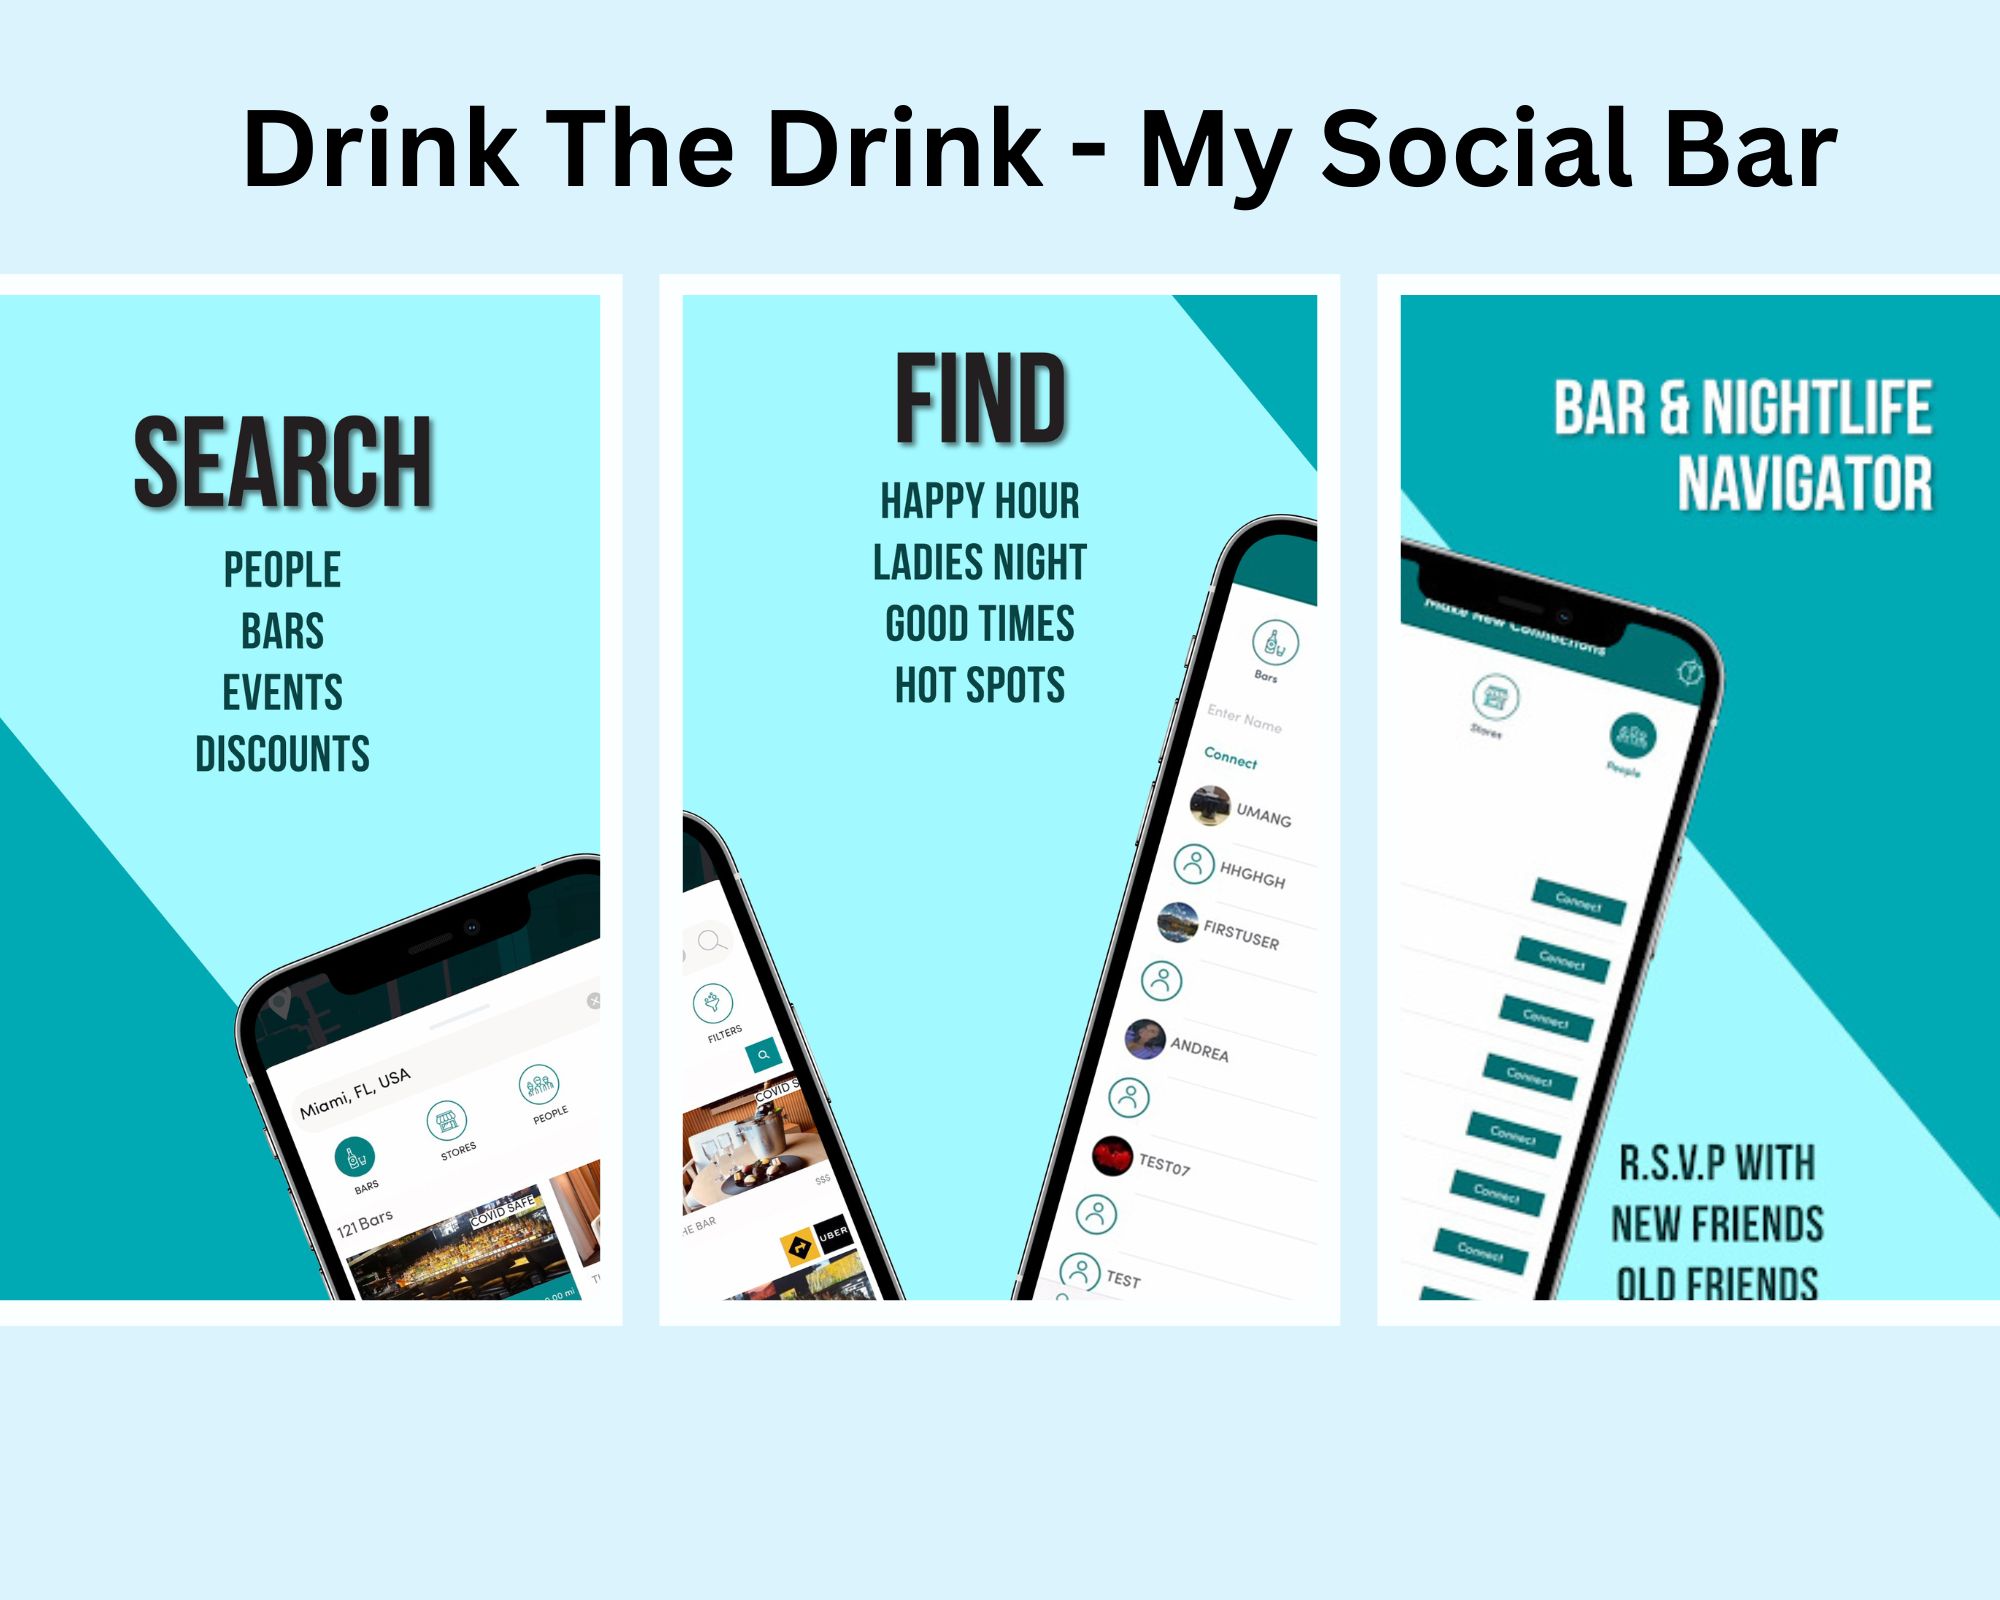 Drink The Drink - My Social Bar
SEARCH
PEOPLE
BARS
EVENTS
DISCOUNTS
Miami, FL, USA
BARS
STORES
PEOPLE
121 Bars
COVID SAFE
0.00 mi
FIND
HAPPY HOUR
LADIES NIGHT
GOOD TIMES
HOT SPOTS
FILTERS
COVID S
$$$
HE BAR
UBER
Bars
Enter Name
Connect
UMANG
HHGHGH
FIRSTUSER
ANDREA
TEST07
TEST
BAR & NIGHTLIFE
NAVIGATOR
Make New Connections
Stores
People
Connect
Connect
Connect
Connect
Connect
Connect
Connect
R.S.V.P WITH
NEW FRIENDS
OLD FRIENDS